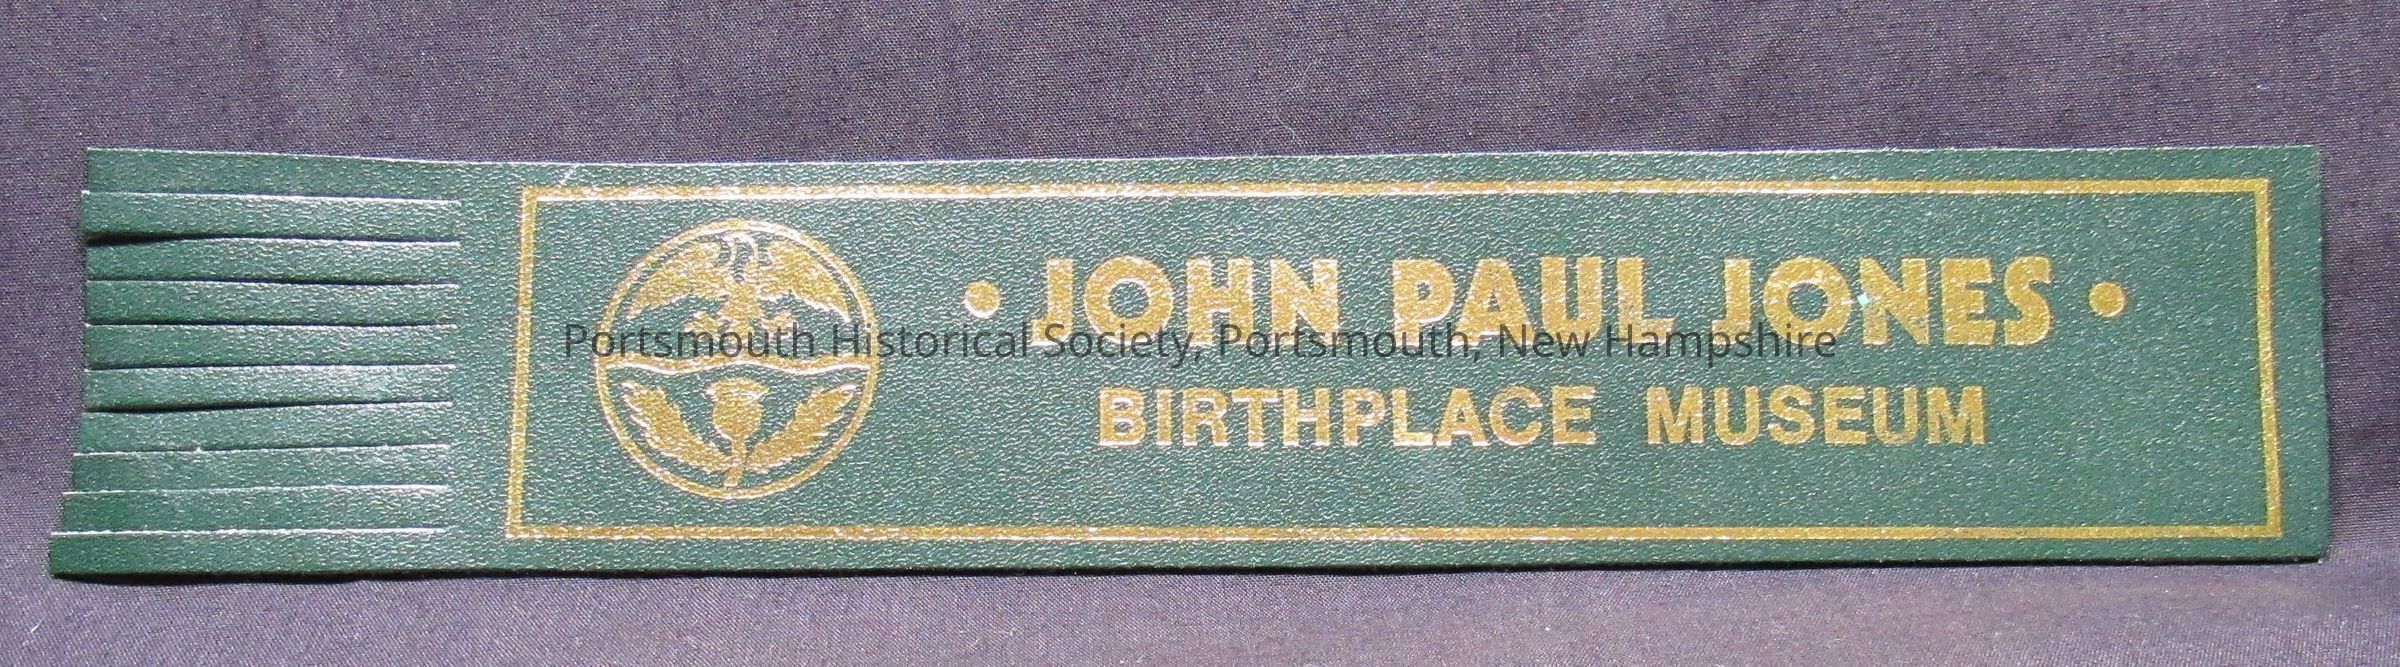 • JOHN PAUL JONES •
Portsmouth Historical Society, Portsmouth, New Hampshire
BIRTHPLACE MUSEUM